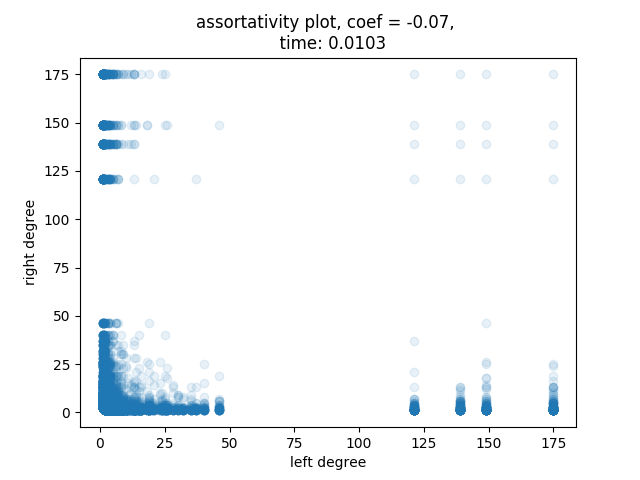 assortativity plot, coef = -0.07,
time: 0.0103
175
150
125
100
75
50
25
0
right degree
0 25 50 75 100 125 150 175
left degree